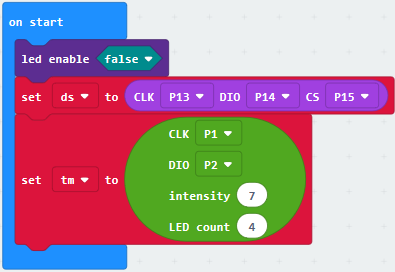 on start
led enable false
set ds to CLK P13 DIO P14 CS P15
CLK P1
DIO P2
set tm to
intensity 7
LED count 4